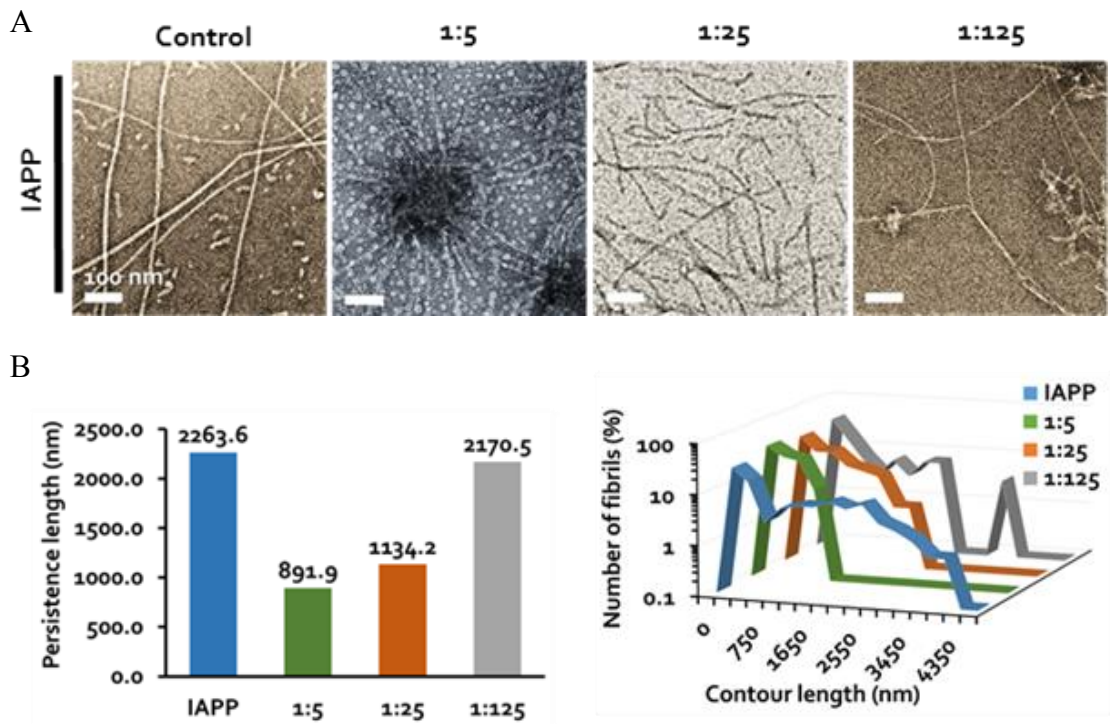 A
Control 1:5 1:25 1:125
IAPP
100 nm
B
Persistence length (nm)
2500.0
2000.0
1500.0
1000.0
500.0
0.0
2263.6
891.9
1134.2
2170.5
IAPP 1:5 1:25 1:125
Number of fibrils (%)
100
10
1
0.1
0 750 1650 2550 3450 4350
Contour length (nm)
IAPP
1:5
1:25
1:125